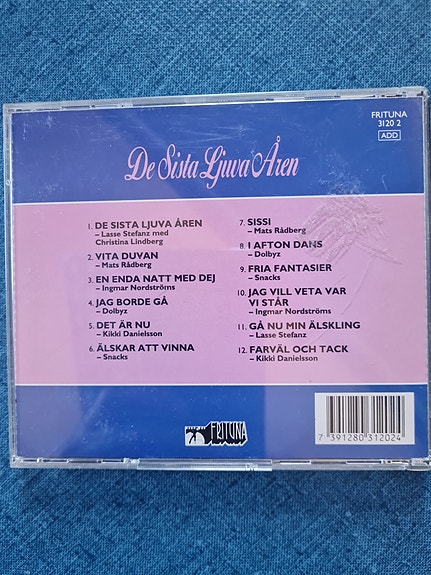 FRITUNA
3120 2
ADD
De Sista Ljuva Åren
1. DE SISTA LJUVA ÅREN
– Lasse Stefanz med
Christina Lindberg
2. VITA DUVAN
– Mats Rådberg
3. EN ENDA NATT MED DEJ
– Ingmar Nordströms
4. JAG BORDE GÅ
– Dolbyz
5. DET ÄR NU
– Kikki Danielsson
6. ÄLSKAR ATT VINNA
– Snacks
7. SISSI
– Mats Rådberg
8. I AFTON DANS
– Dolbyz
9. FRIA FANTASIER
– Snacks
10. JAG VILL VETA VAR
VI STÅR
– Ingmar Nordströms
11. GÅ NU MIN ÄLSKLING
– Lasse Stefanz
12. FARVÄL OCH TACK
– Kikki Danielsson
FRITUNA
7 391280 312024